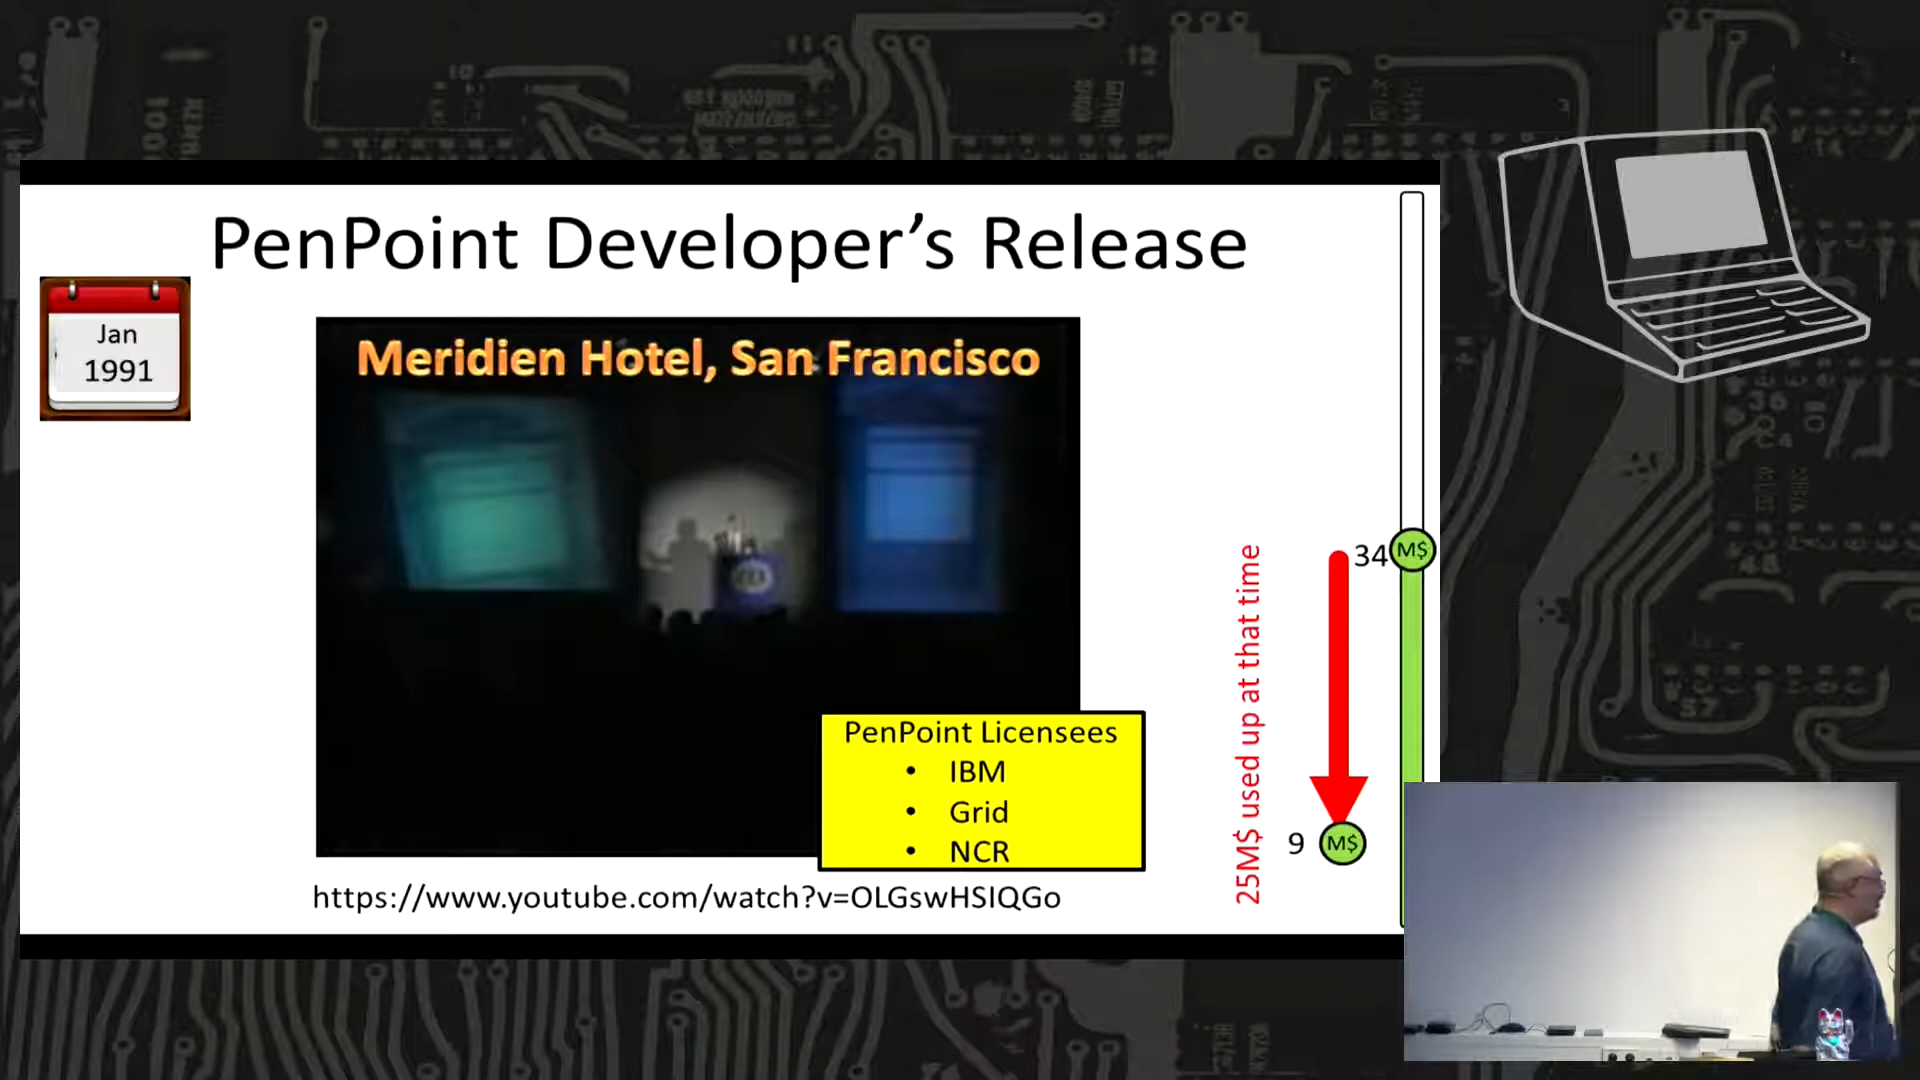 PenPoint Developer’s Release
Jan
1991
Meridien Hotel, San Francisco
PenPoint Licensees
• IBM
• Grid
• NCR
https://www.youtube.com/watch?v=OLGswHSIQGo
25M$ used up at that time
34 M$
9 M$